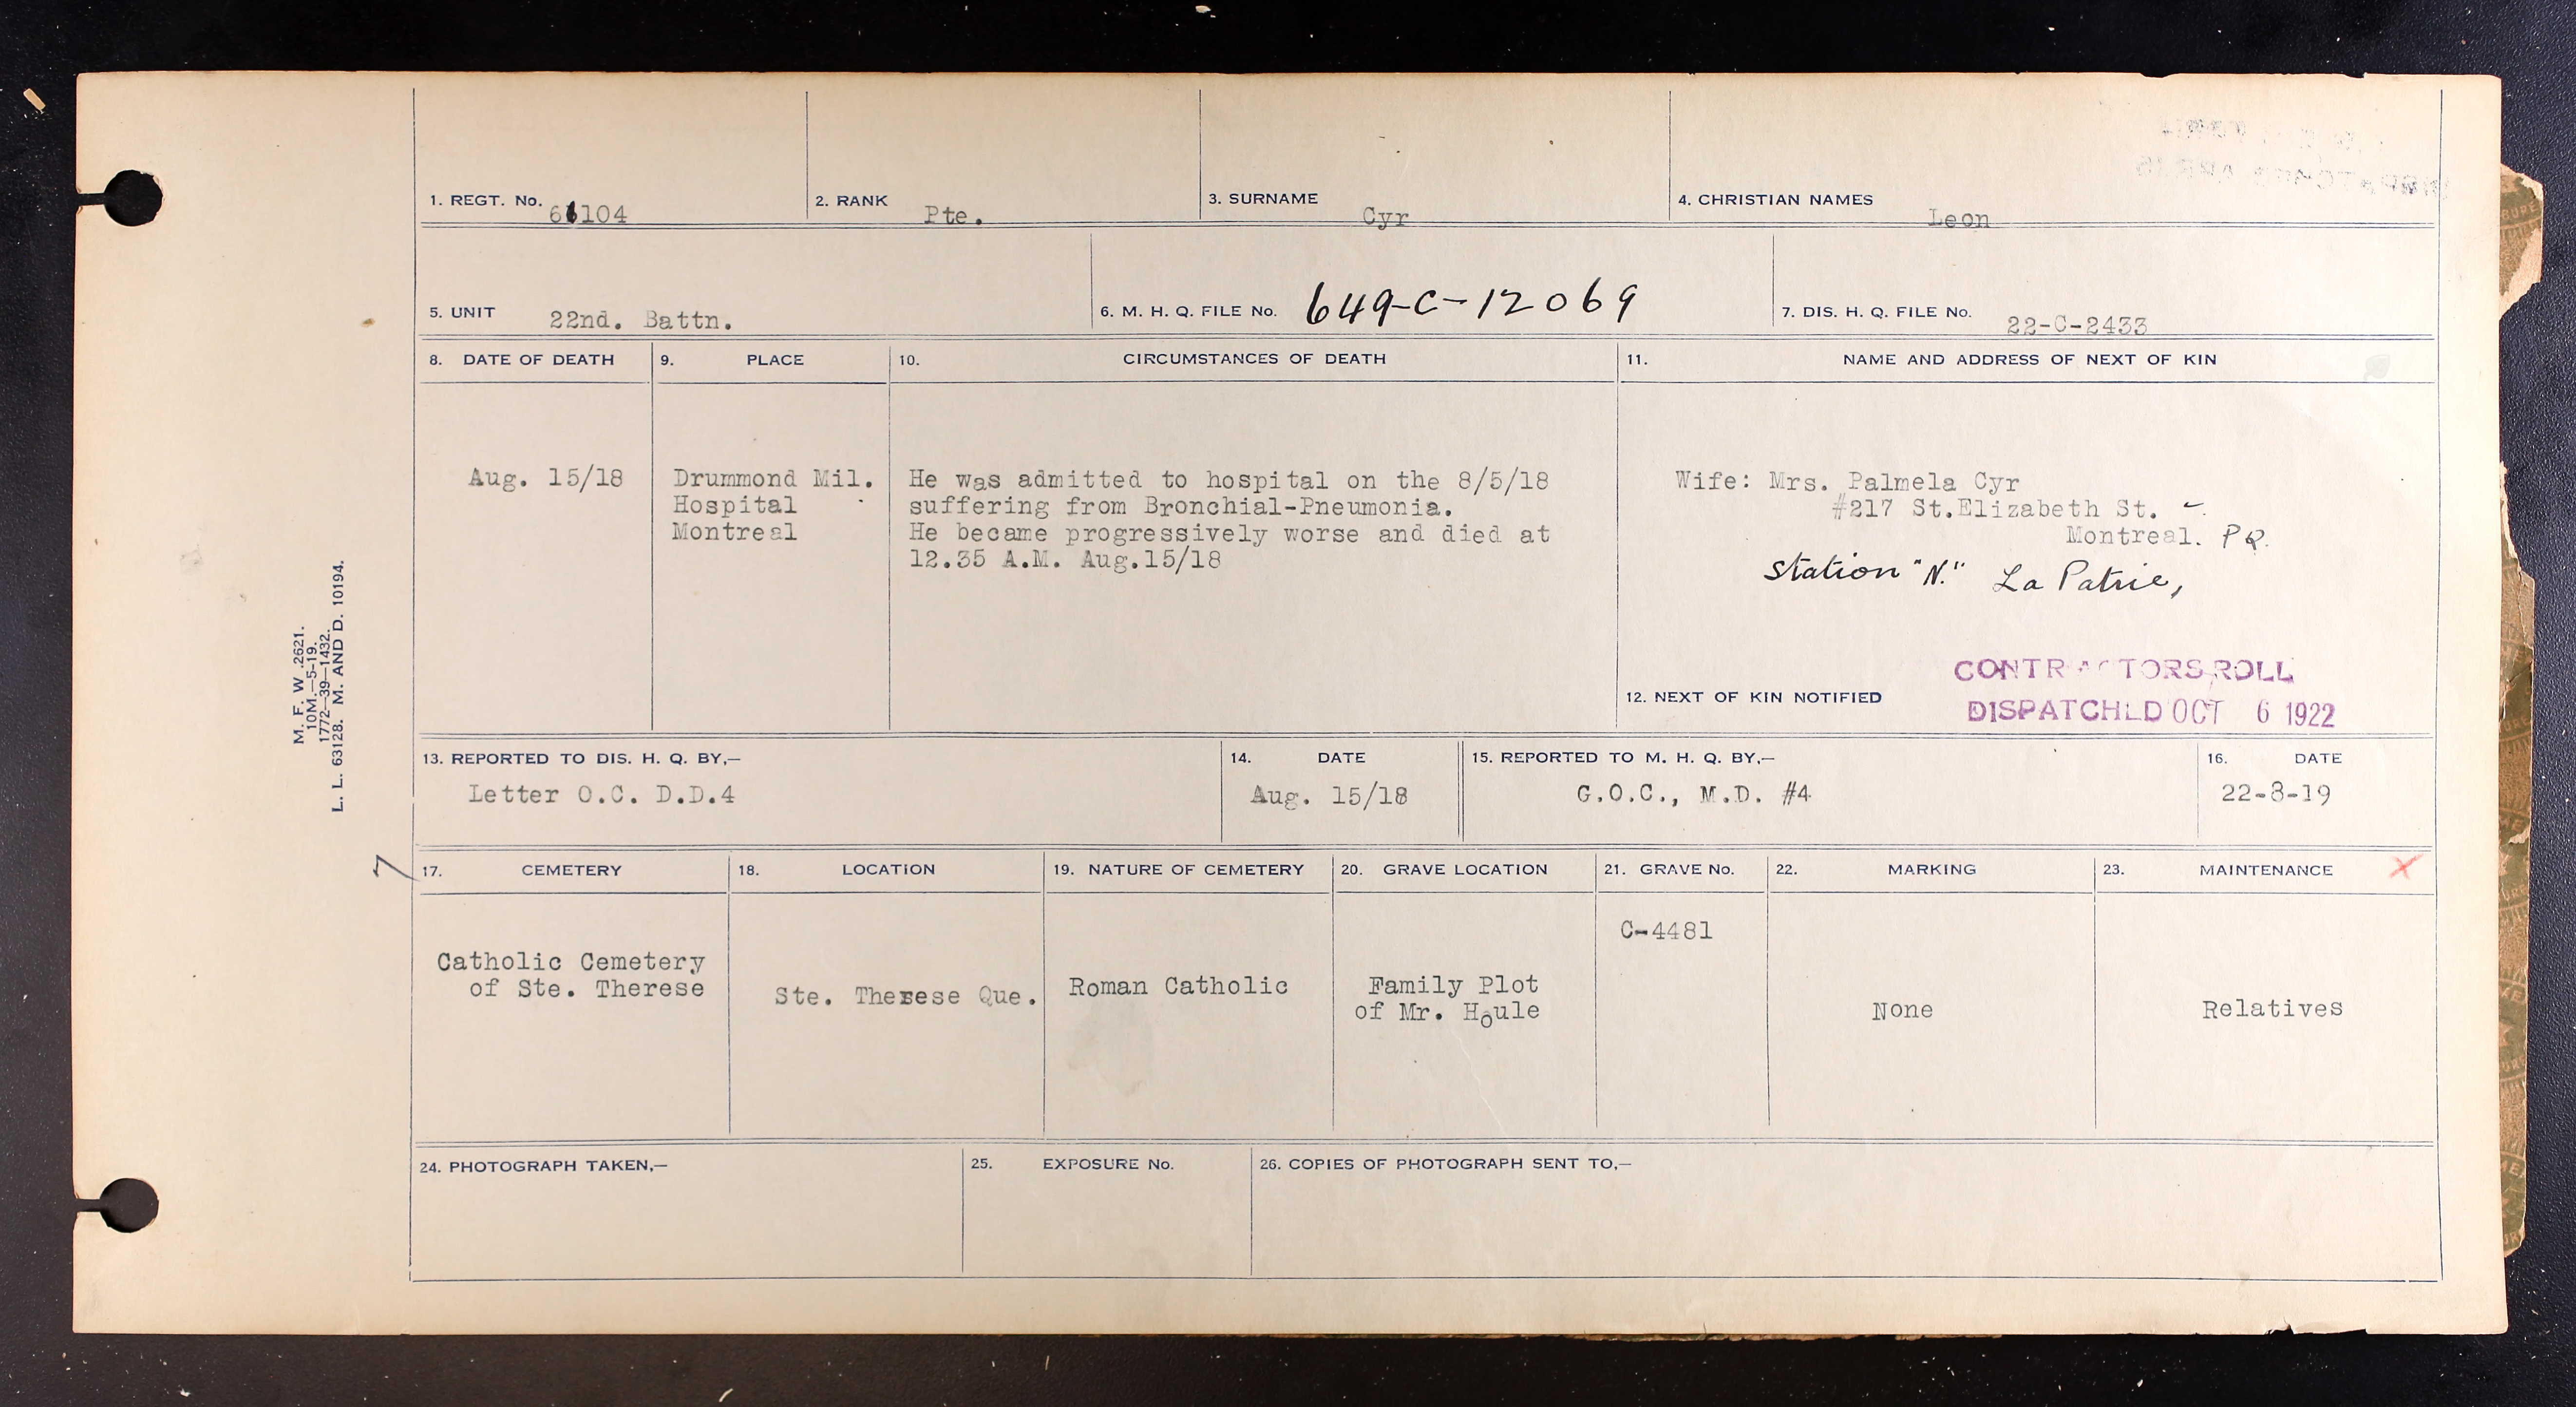 1. REGT. No. 61104
2. RANK Pte.
3. SURNAME Cyr
4. CHRISTIAN NAMES Leon
5. UNIT 22nd. Battn.
6. M. H. Q. FILE No. 649-C-12069
7. DIS. H. Q. FILE No. 22-C-2433
8. DATE OF DEATH
9. PLACE
10. CIRCUMSTANCES OF DEATH
11. NAME AND ADDRESS OF NEXT OF KIN
Aug. 15/18
Drummond Mil.
Hospital
Montreal
He was admitted to hospital on the 8/5/18
suffering from Bronchial-Pneumonia.
He became progressively worse and died at
12.35 A.M. Aug.15/18
Wife: Mrs. Palmela Cyr
#217 St.Elizabeth St.
Montreal. PQ.
Station "N." La Patrie,
12. NEXT OF KIN NOTIFIED
CONTRACTORS ROLL
DISPATCHED OCT 6 1922
13. REPORTED TO DIS. H. Q. BY,—
Letter O.C. D.D.4
14. DATE
Aug. 15/18
15. REPORTED TO M. H. Q. BY,—
G.O.C., M.D. #4
16. DATE
22-8-19
7
17. CEMETERY
18. LOCATION
19. NATURE OF CEMETERY
20. GRAVE LOCATION
21. GRAVE No.
22. MARKING
23. MAINTENANCE X
Catholic Cemetery
of Ste. Therese
Ste. Therese Que.
Roman Catholic
Family Plot
of Mr. Houle
C-4481
None
Relatives
24. PHOTOGRAPH TAKEN,—
25. EXPOSURE No.
26. COPIES OF PHOTOGRAPH SENT TO,—
M. F. W. 2621.
10M.—5-19.
1772—39—1432.
L. L. 63128. M. AND D. 10194.